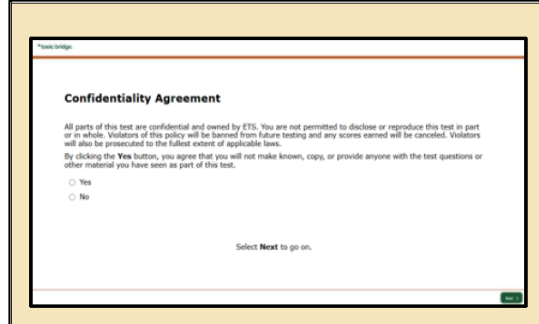 toeic bridge.
Confidentiality Agreement
All parts of this test are confidential and owned by ETS. You are not permitted to disclose or reproduce this test in part
or in whole. Violators of this policy will be banned from future testing and any scores earned will be canceled. Violators
will also be prosecuted to the fullest extent of applicable laws.
By clicking the Yes button, you agree that you will not make known, copy, or provide anyone with the test questions or
other material you have seen as part of this test.
Yes
No
Select Next to go on.
Next